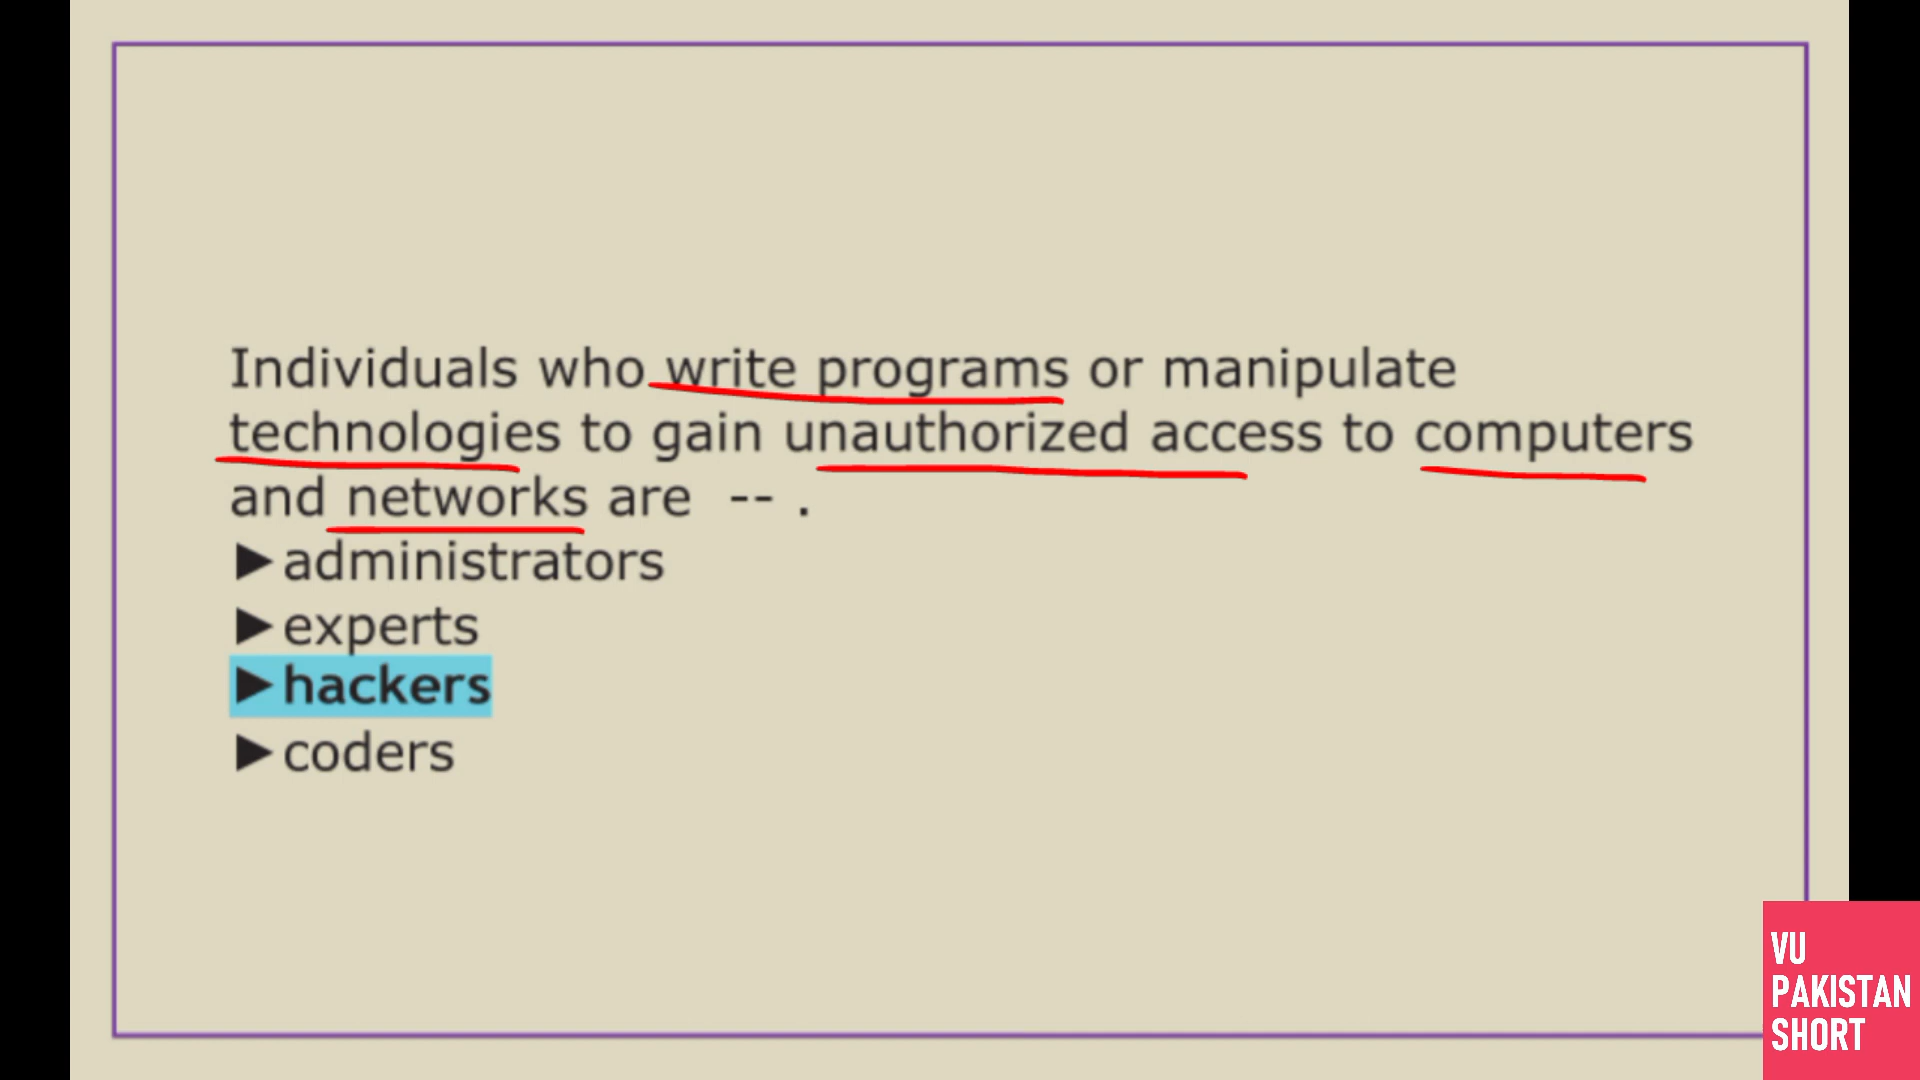 Individuals who write programs or manipulate
technologies to gain unauthorized access to computers
and networks are -- .
►administrators
►experts
►hackers
►coders
VU
PAKISTAN
SHORT